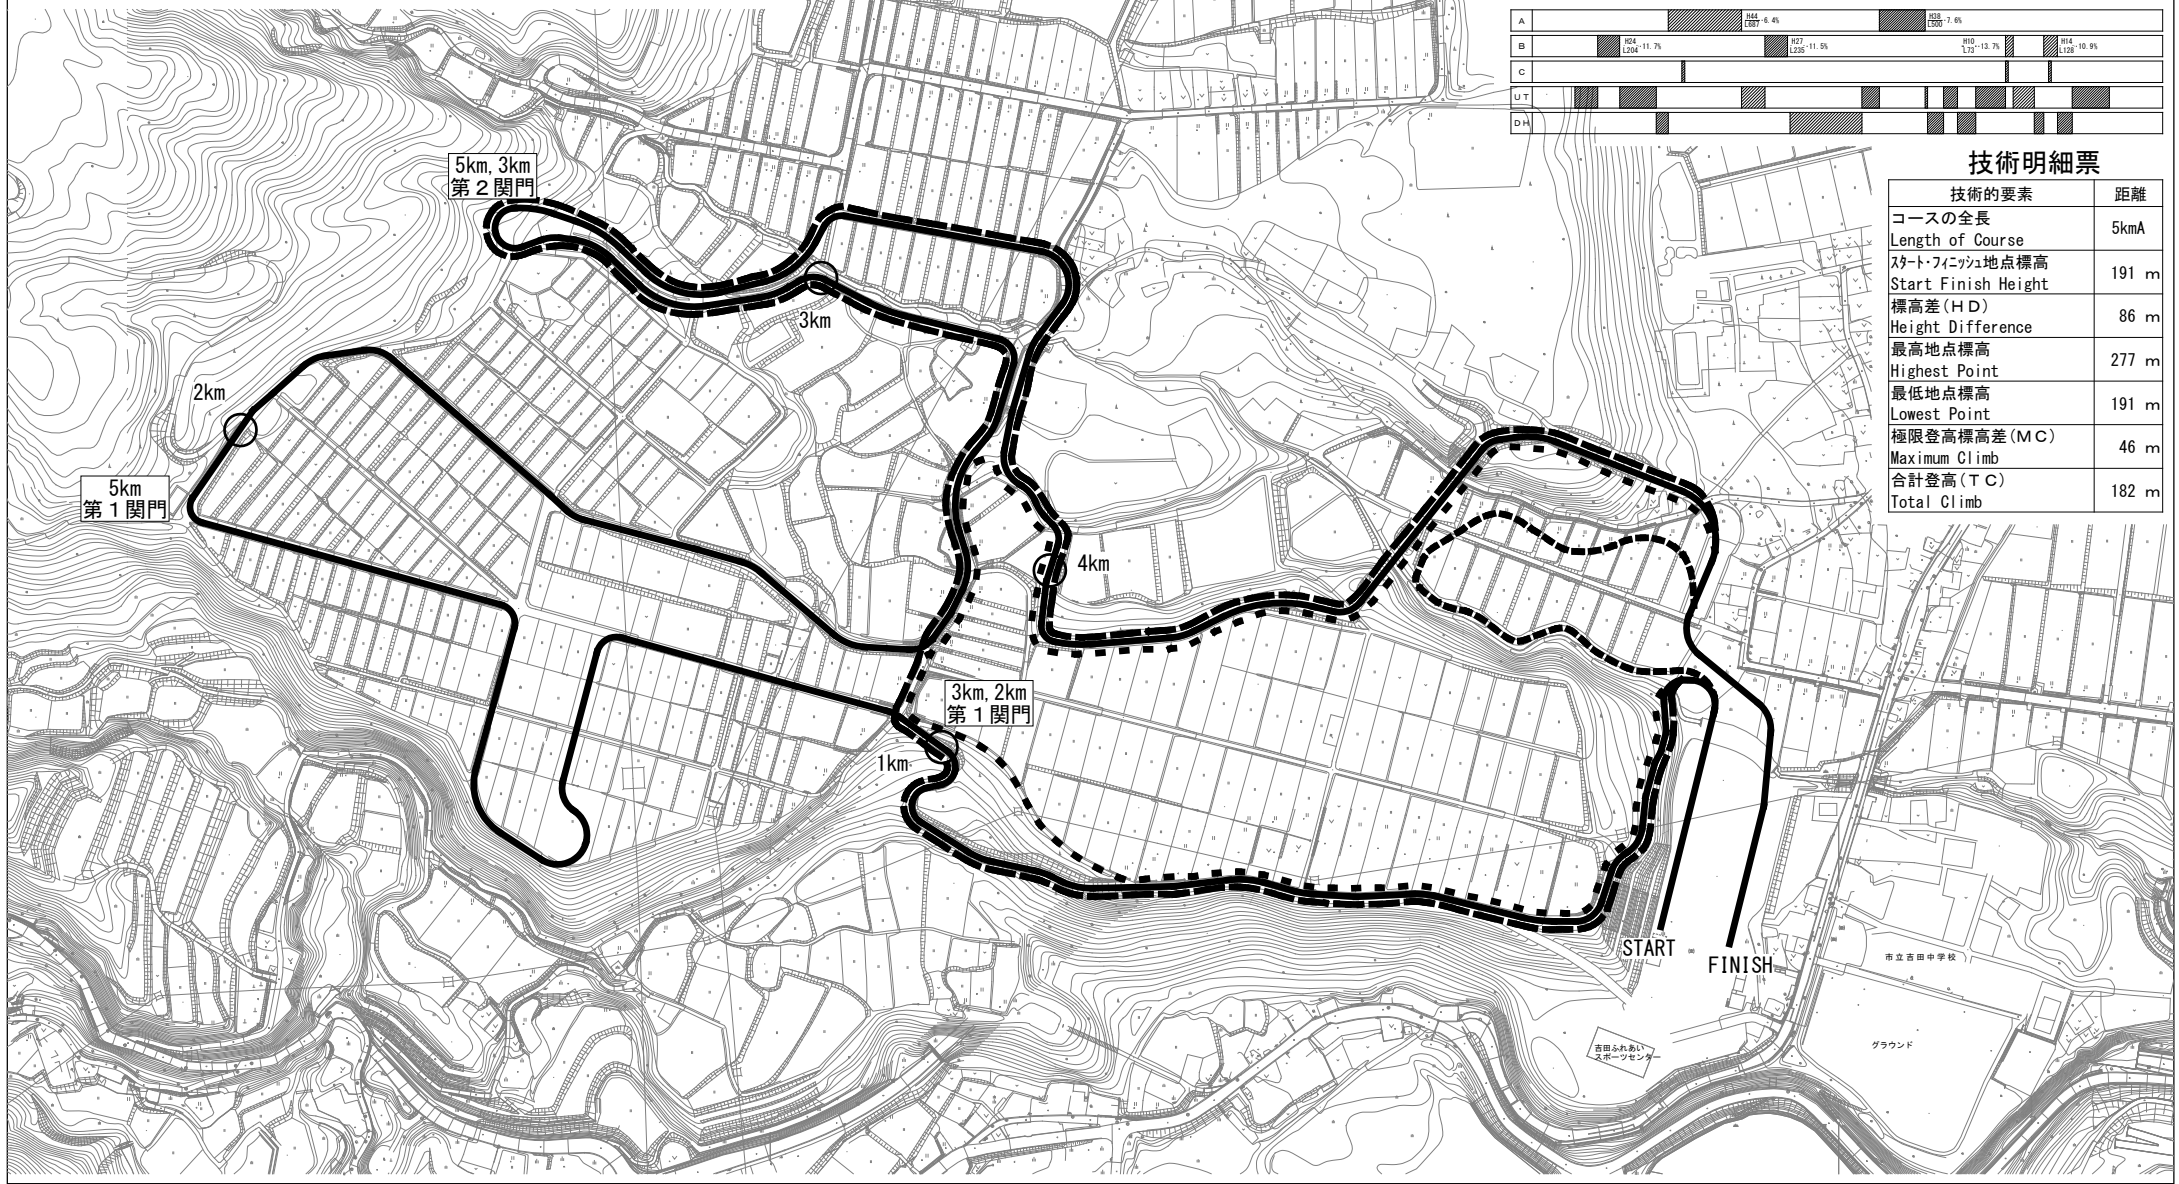 A
H44
L687 6.4%
H38
L500 7.6%
B
H24
L204 11.7%
H27
L235 11.5%
H10
L73 13.7%
H14
L128 10.9%
C
UT
DH
技術明細票
技術的要素 距離
コースの全長
Length of Course
5kmA
スタート・フィニッシュ地点標高
Start Finish Height
191 m
標高差(HD)
Height Difference
86 m
最高地点標高
Highest Point
277 m
最低地点標高
Lowest Point
191 m
極限登高標高差(MC)
Maximum Climb
46 m
合計登高(TC)
Total Climb
182 m
5km, 3km
第2関門
3km
2km
5km
第1関門
4km
3km, 2km
第1関門
1km
START
FINISH
市立吉田中学校
グラウンド
吉田ふれあい
スポーツセンター